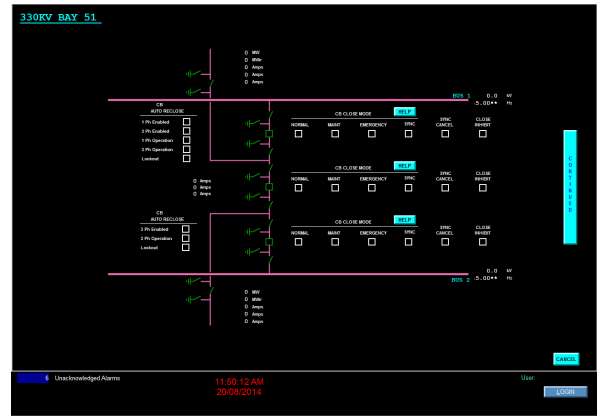 330KV BAY 51
0 MW
0 MVAr
0 Amps
0 Amps
0 Amps
BUS 1 0.0 kV
5.00** Hz
CB
AUTO RECLOSE
1 Ph Enabled
3 Ph Enabled
1 Ph Operation
3 Ph Operation
Lockout
CB CLOSE MODE HELP
NORMAL MAINT EMERGENCY SYNC SYNC CANCEL CLOSE INHIBIT
CB CLOSE MODE HELP
NORMAL MAINT EMERGENCY SYNC SYNC CANCEL CLOSE INHIBIT
0 Amps
0 Amps
0 Amps
CB
AUTO RECLOSE
3 Ph Enabled
3 Ph Operation
Lockout
CB CLOSE MODE HELP
NORMAL MAINT EMERGENCY SYNC SYNC CANCEL CLOSE INHIBIT
CONTINUED
0.0 kV
BUS 2 5.00** Hz
0 MW
0 MVAr
0 Amps
0 Amps
0 Amps
CANCEL
6 Unacknowledged Alarms
11:50:12 AM
20/08/2014
User:
LOGIN